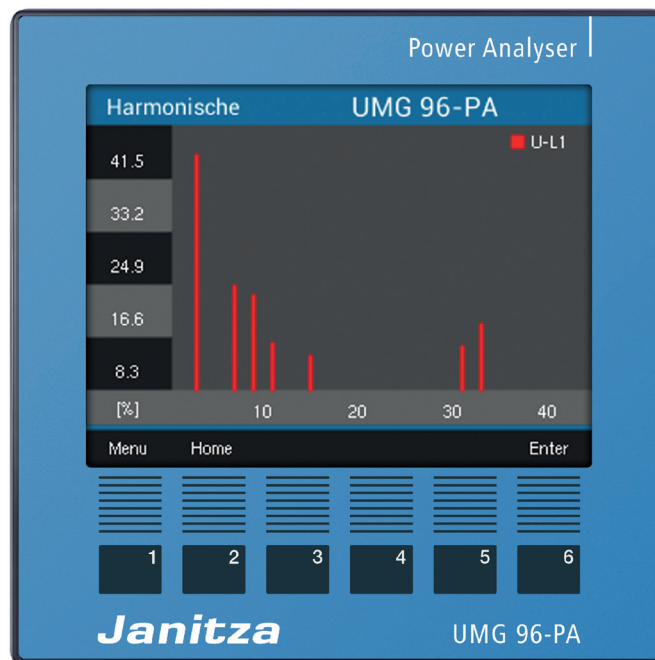 Power Analyser
Harmonische UMG 96-PA
U-L1
41.5
33.2
24.9
16.6
8.3
[%] 10 20 30 40
Menu Home Enter
1 2 3 4 5 6
Janitza UMG 96-PA